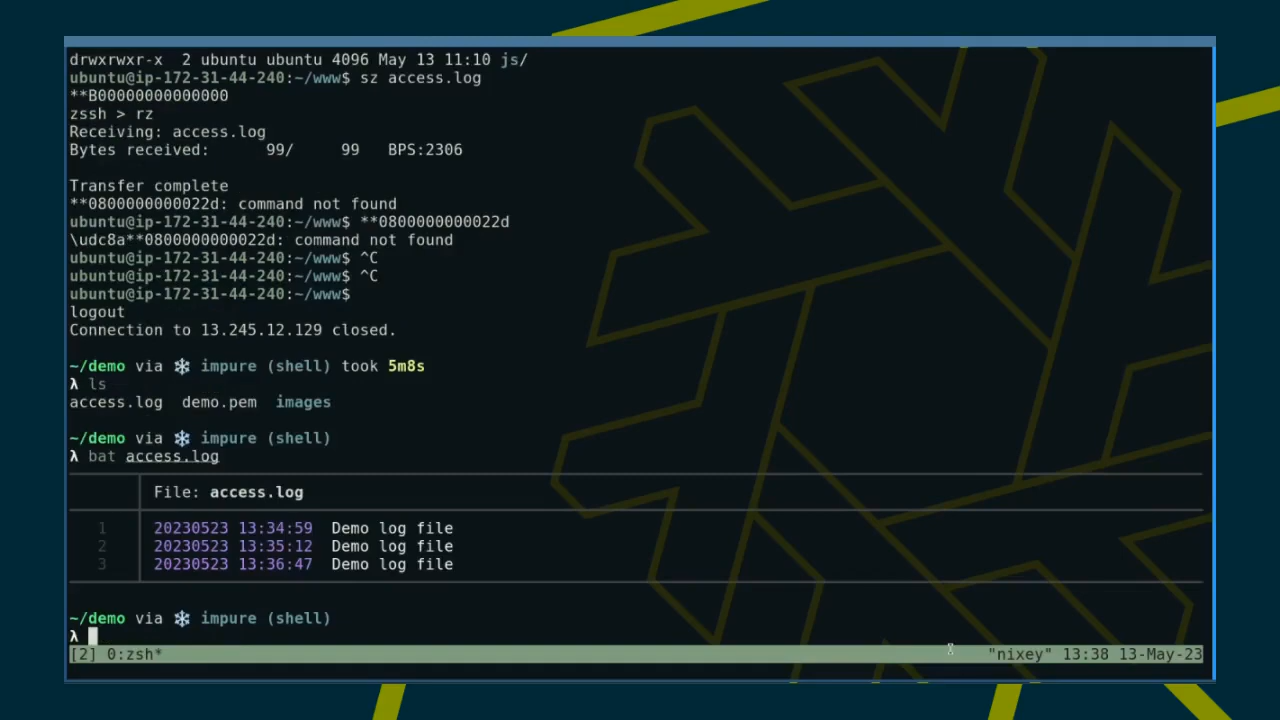 drwxrwxr-x  2 ubuntu ubuntu 4096 May 13 11:10 js/
ubuntu@ip-172-31-44-240:~/www$ sz access.log
**B00000000000000
zssh > rz
Receiving: access.log
Bytes received:      99/     99   BPS:2306
Transfer complete
**0800000000022d: command not found
ubuntu@ip-172-31-44-240:~/www$ **0800000000022d
\udc8a**0800000000022d: command not found
ubuntu@ip-172-31-44-240:~/www$ ^C
ubuntu@ip-172-31-44-240:~/www$ ^C
ubuntu@ip-172-31-44-240:~/www$
logout
Connection to 13.245.12.129 closed.
~/demo via ❄ impure (shell) took 5m8s
λ ls
access.log  demo.pem  images
~/demo via ❄ impure (shell)
λ bat access.log
File: access.log
1 20230523 13:34:59  Demo log file
2 20230523 13:35:12  Demo log file
3 20230523 13:36:47  Demo log file
~/demo via ❄ impure (shell)
λ
[2] 0:zsh* "nixey" 13:38 13-May-23